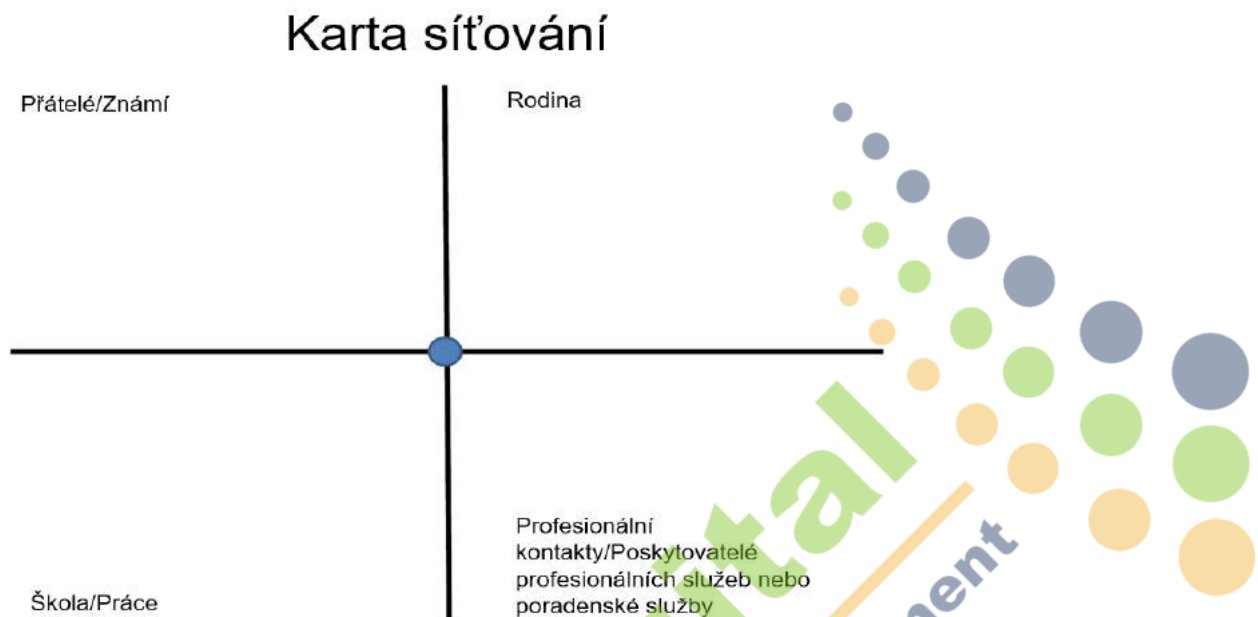 Karta síťování
Přátelé/Známí
Rodina
Škola/Práce
Profesionální
kontakty/Poskytovatelé
profesionálních služeb nebo
poradenské služby